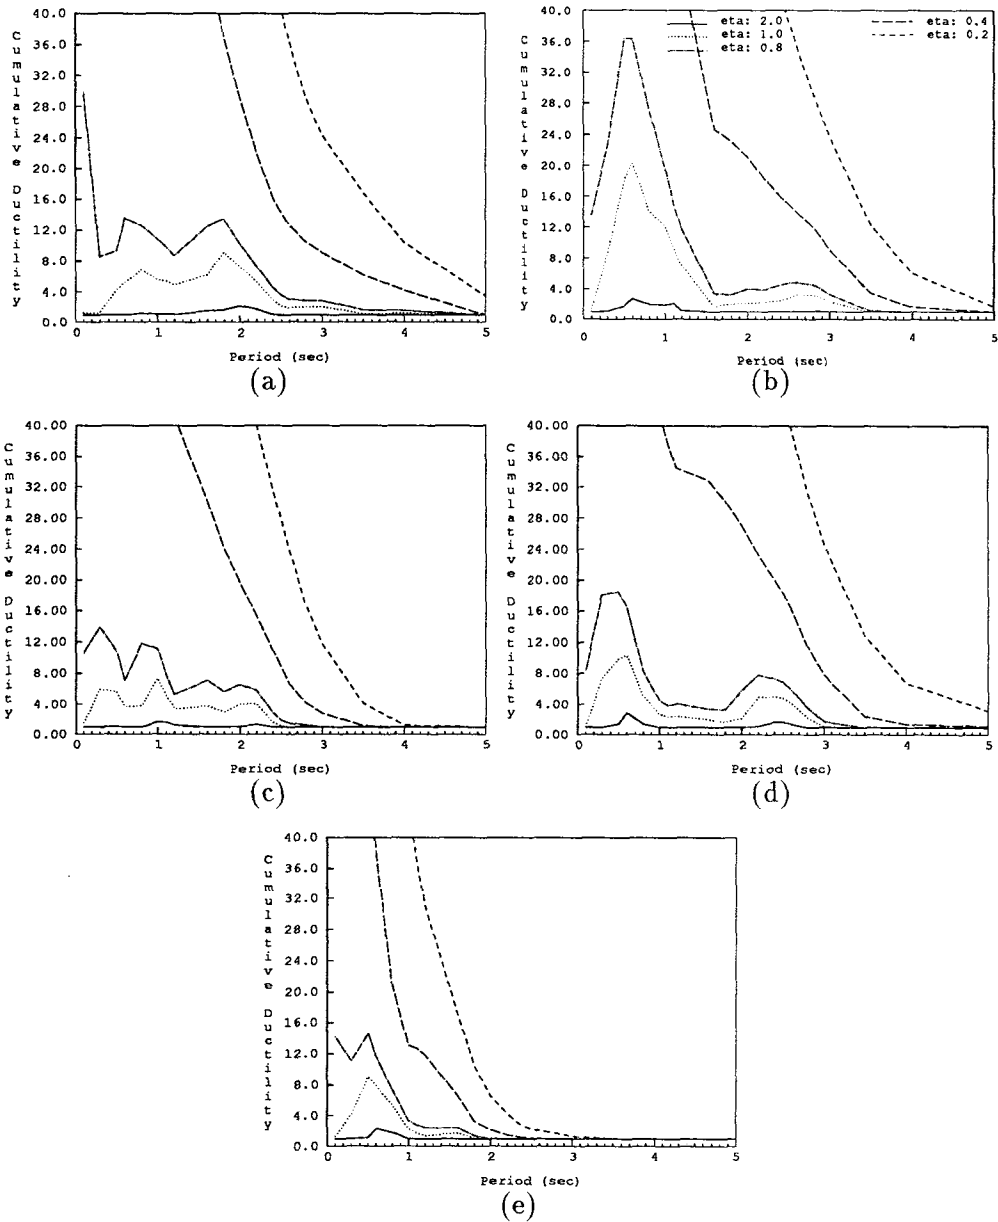 Cumulative Ductility
40.0
36.0
32.0
28.0
24.0
20.0
16.0
12.0
8.0
4.0
0.0
0 1 2 3 4 5
Period (sec)
(a)
Cumulative Ductility
40.0
36.0
32.0
28.0
24.0
20.0
16.0
12.0
8.0
4.0
0.0
eta: 2.0
eta: 1.0
eta: 0.8
eta: 0.4
eta: 0.2
0 1 2 3 4 5
Period (sec)
(b)
Cumulative Ductility
40.00
36.00
32.00
28.00
24.00
20.00
16.00
12.00
8.00
4.00
0.00
0 1 2 3 4 5
Period (sec)
(c)
Cumulative Ductility
40.00
36.00
32.00
28.00
24.00
20.00
16.00
12.00
8.00
4.00
0.00
0 1 2 3 4 5
Period (sec)
(d)
Cumulative Ductility
40.0
36.0
32.0
28.0
24.0
20.0
16.0
12.0
8.0
4.0
0.0
0 1 2 3 4 5
Period (sec)
(e)